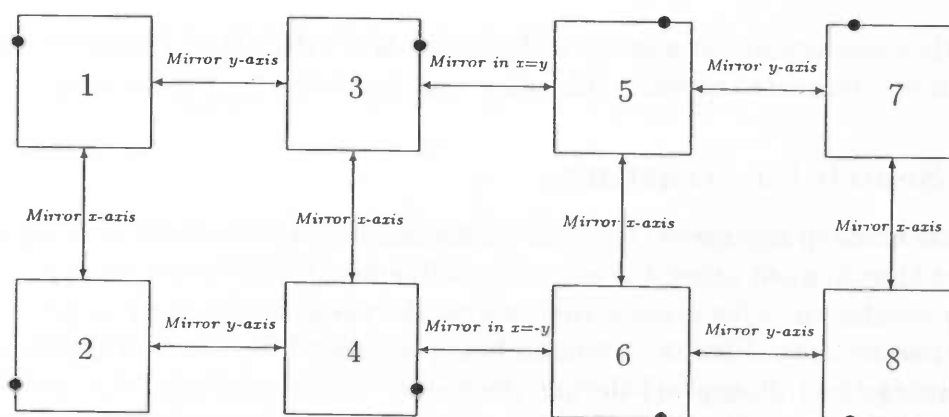 1 Mirror y-axis 3 Mirror in x=y 5 Mirror y-axis 7
Mirror x-axis Mirror x-axis Mirror x-axis Mirror x-axis
2 Mirror y-axis 4 Mirror in x=-y 6 Mirror y-axis 8